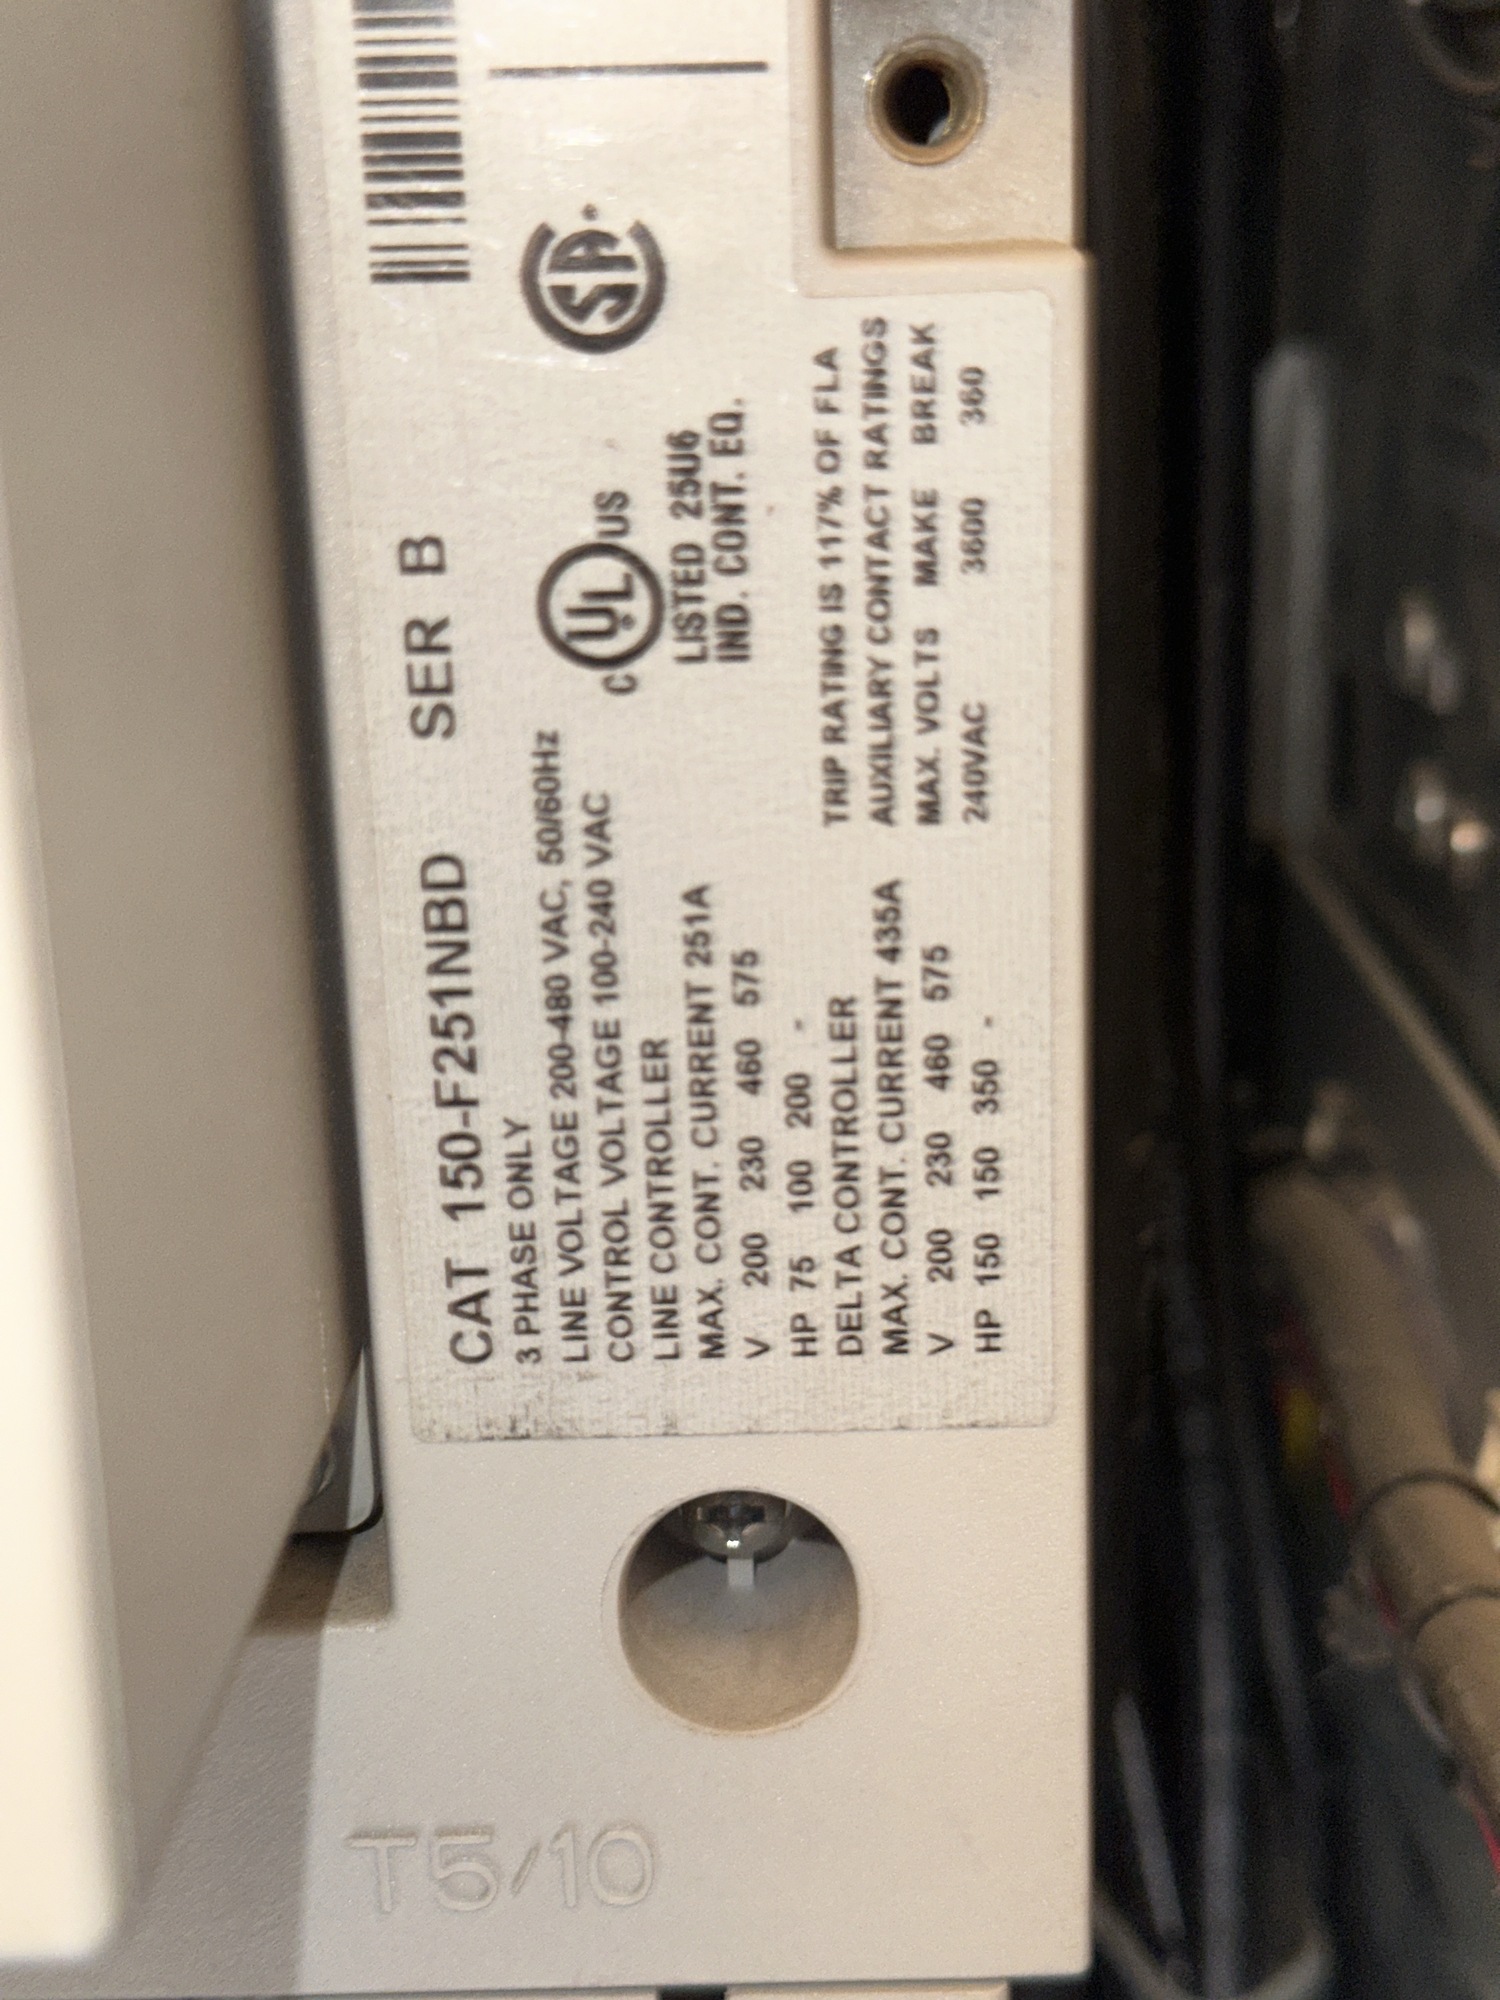 CAT 150-F251NBD SER B
3 PHASE ONLY
LINE VOLTAGE 200-480 VAC, 50/60Hz
CONTROL VOLTAGE 100-240 VAC
LINE CONTROLLER
MAX. CONT. CURRENT 251A
V 200 230 460 575
HP 75 100 200 -
DELTA CONTROLLER
MAX. CONT. CURRENT 435A
V 200 230 460 575
HP 150 150 350 -
C UL US
LISTED 25U6
IND. CONT. EQ.
SA
TRIP RATING IS 117% OF FLA
AUXILIARY CONTACT RATINGS
MAX. VOLTS MAKE BREAK
240VAC 3600 360
T5/10